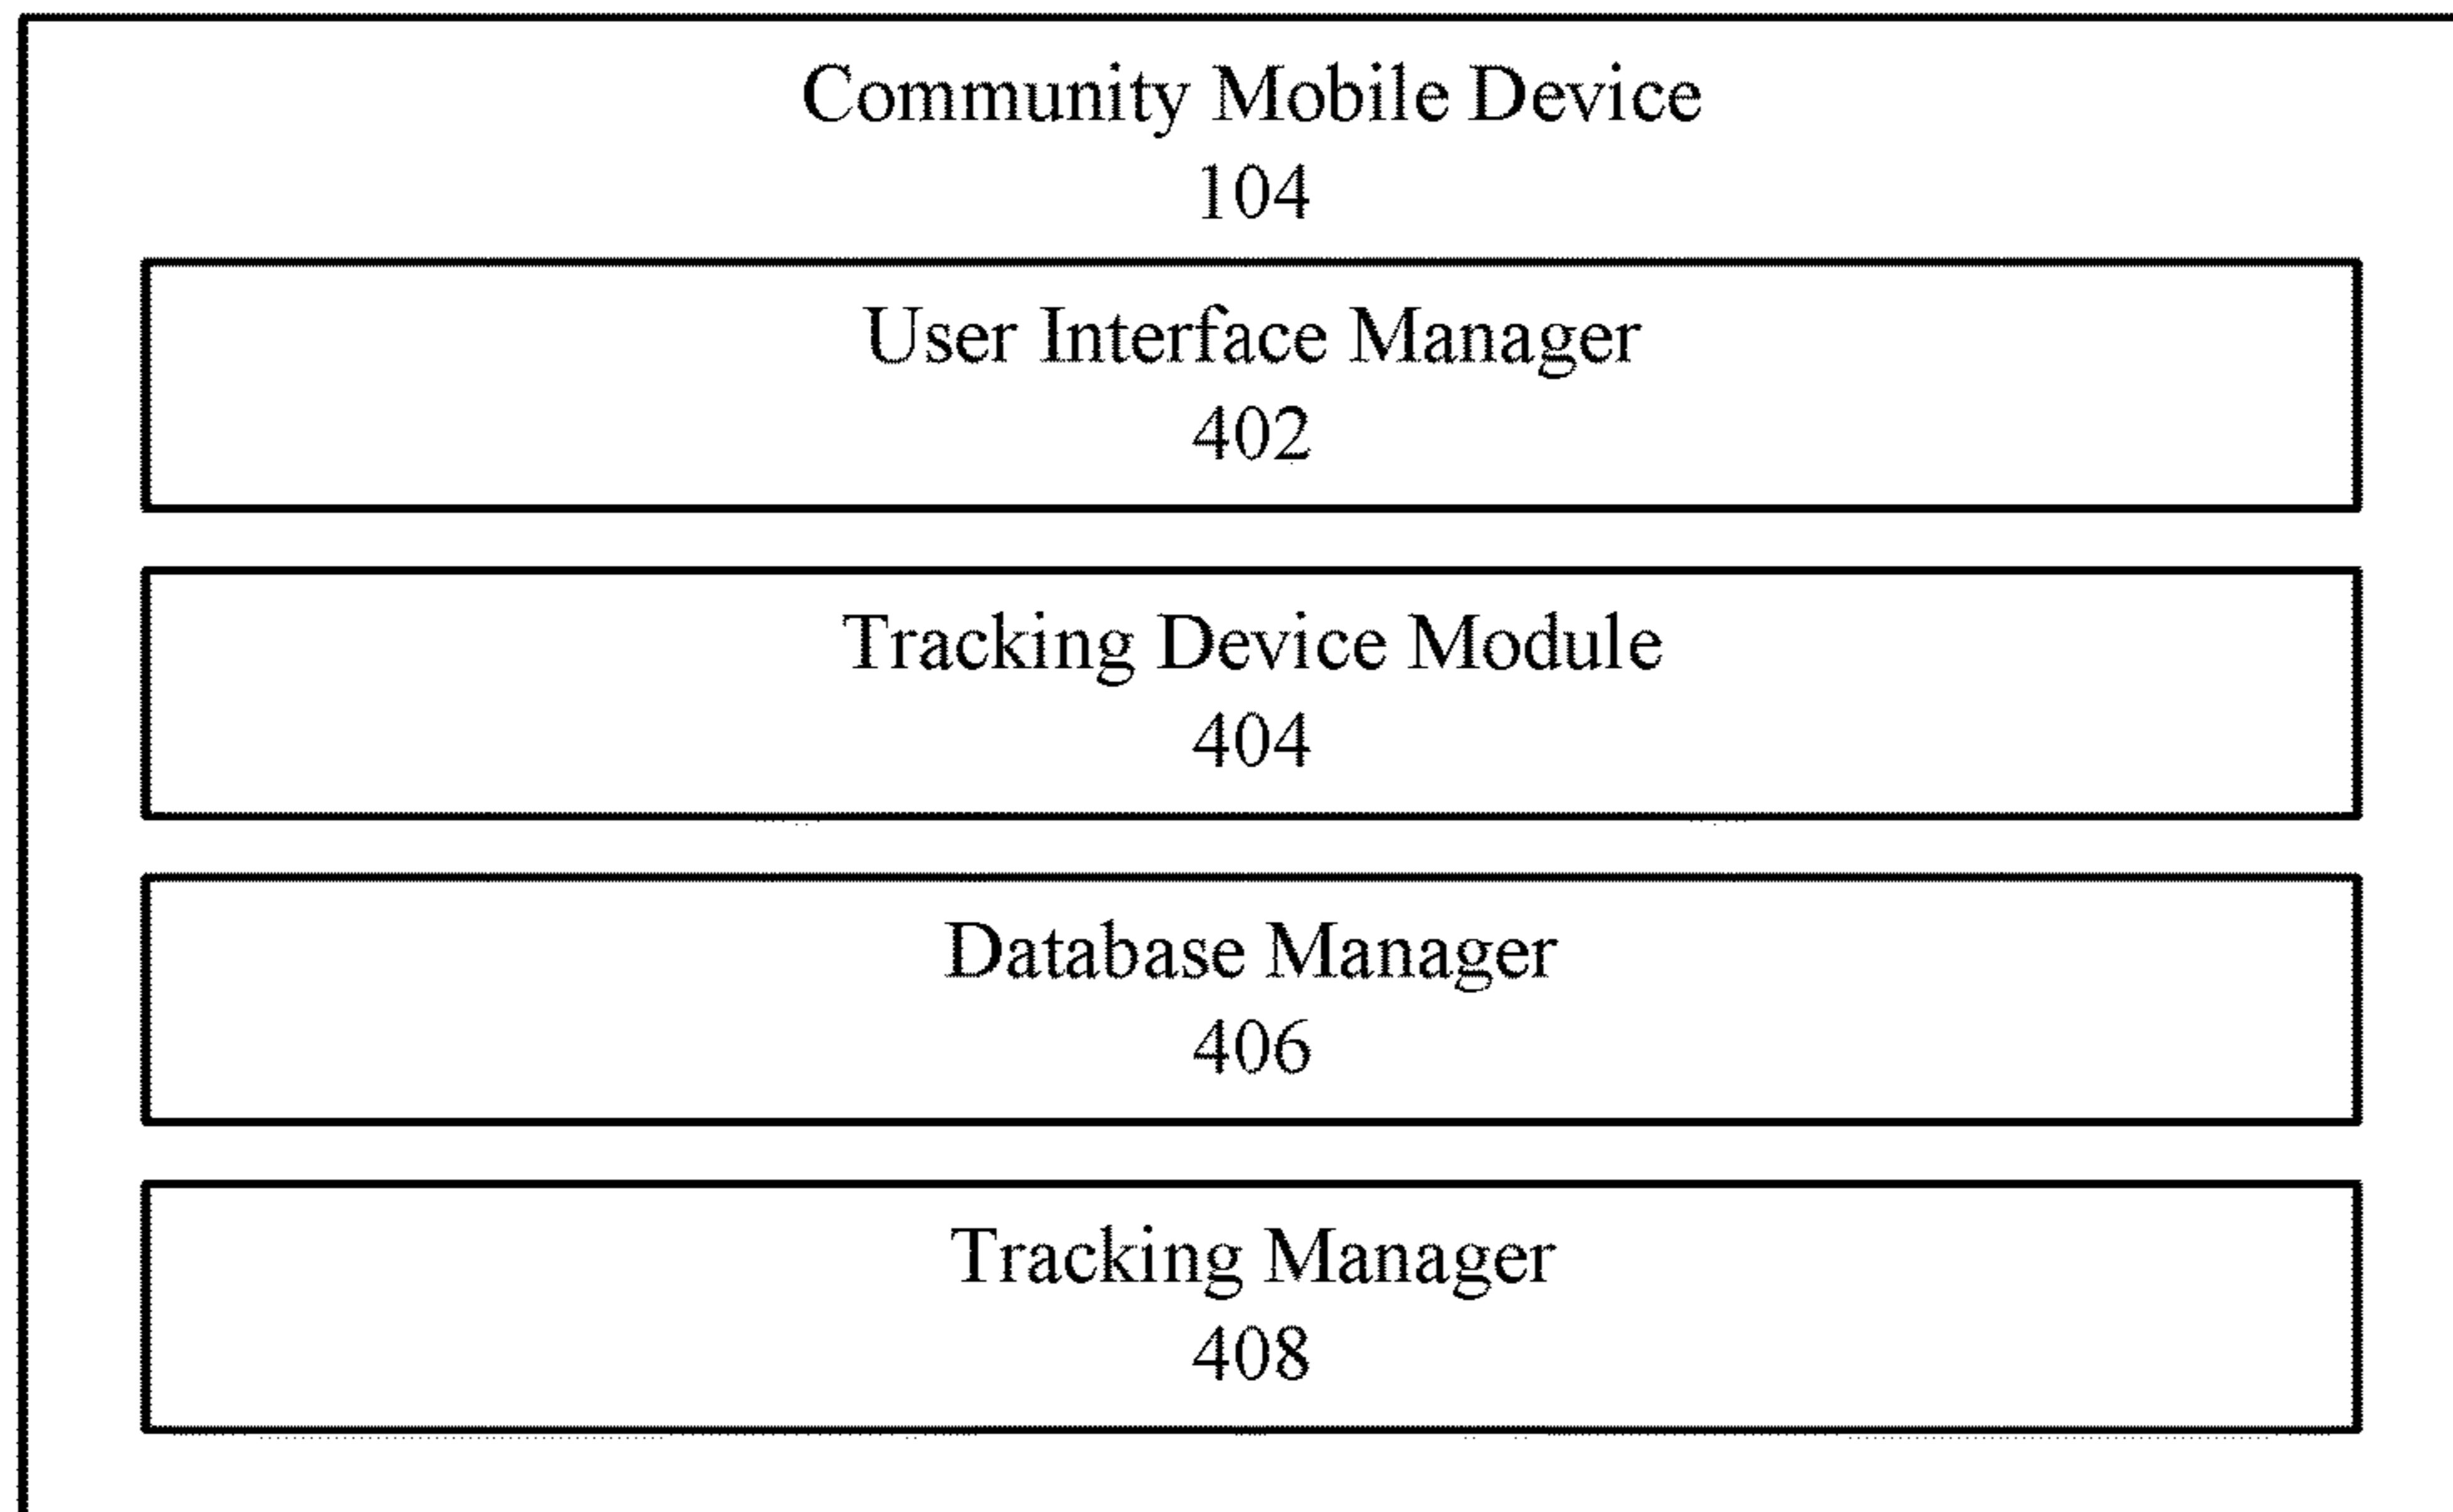 Community Mobile Device
104
User Interface Manager
402
Tracking Device Module
404
Database Manager
406
Tracking Manager
408